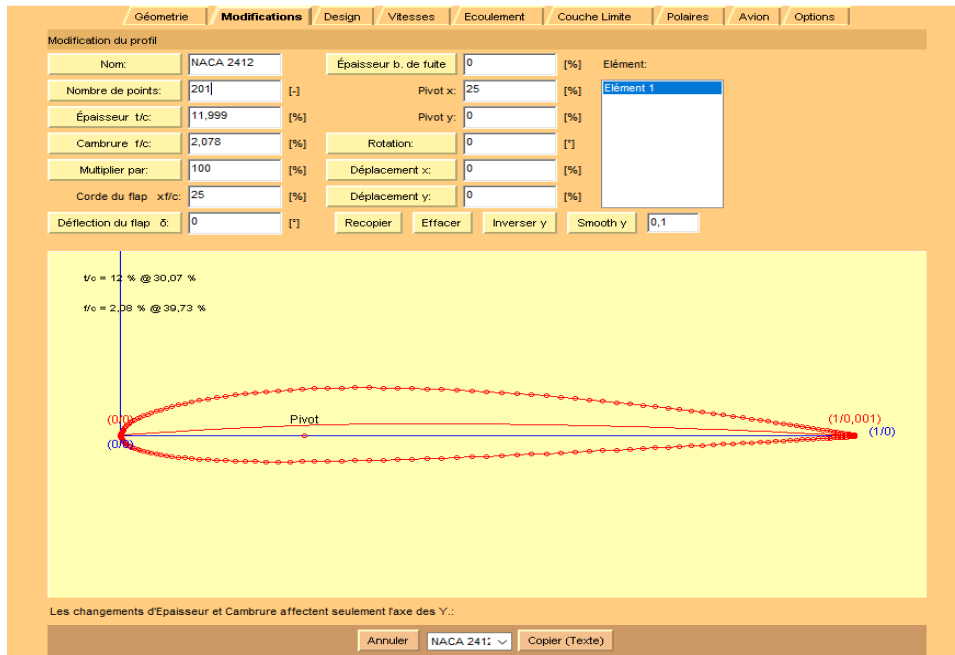 Géometrie Modifications Design Vitesses Ecoulement Couche Limite Polaires Avion Options
Modification du profil
Nom: NACA 2412 Épaisseur b. de fuite 0 [%] Elément:
Nombre de points: 201 [-] Pivot x: 25 [%] Elément 1
Épaisseur t/c: 11,999 [%] Pivot y: 0 [%]
Cambrure f/c: 2,078 [%] Rotation: 0 [°]
Multiplier par: 100 [%] Déplacement x: 0 [%]
Corde du flap xf/c: 25 [%] Déplacement y: 0 [%]
Déflection du flap δ: 0 [°] Recopier Effacer Inverser y Smooth y 0,1
t/c = 12 % @ 30,07 %
f/c = 2,08 % @ 39,73 %
(0/0) Pivot (1/0,001)
(0/0) (1/0)
Les changements d'Epaisseur et Cambrure affectent seulement l'axe des Y.:
Annuler NACA 2412 Copier (Texte)